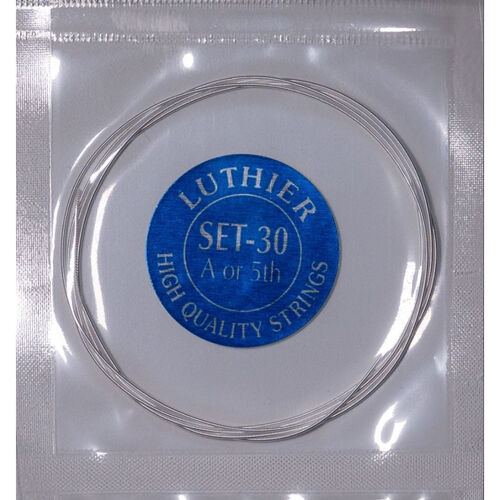 LUTHIER
SET-30
A or 5th
HIGH QUALITY STRINGS